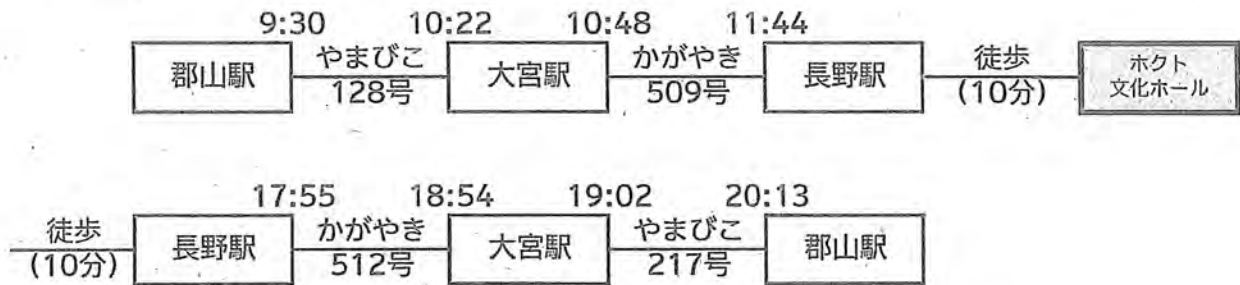 9:30 10:22 10:48 11:44
郡山駅 やまびこ 大宮駅 かがやき 長野駅 徒歩 ホクト
128号 509号 (10分) 文化ホール
17:55 18:54 19:02 20:13
徒歩 長野駅 かがやき 大宮駅 やまびこ 郡山駅
(10分) 512号 217号